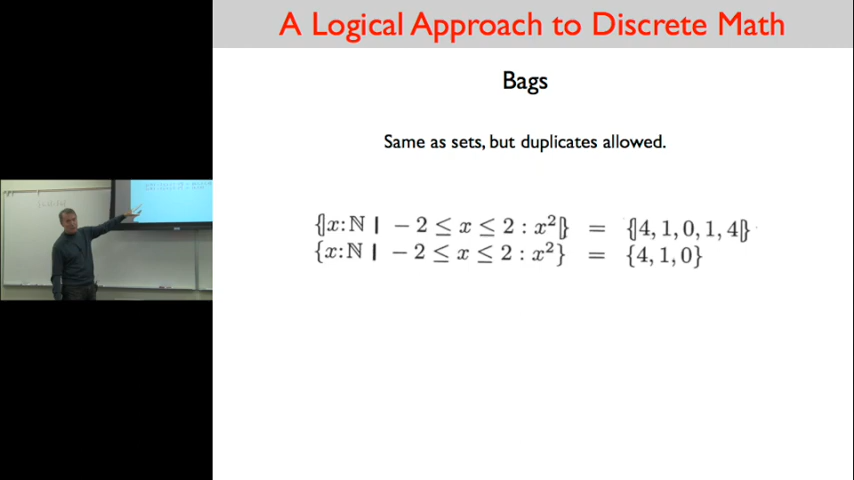 A Logical Approach to Discrete Math
Bags
Same as sets, but duplicates allowed.
⦃x:ℕ | −2 ≤ x ≤ 2 : x²⦄ = ⦃4, 1, 0, 1, 4⦄
{x:ℕ | −2 ≤ x ≤ 2 : x²} = {4, 1, 0}